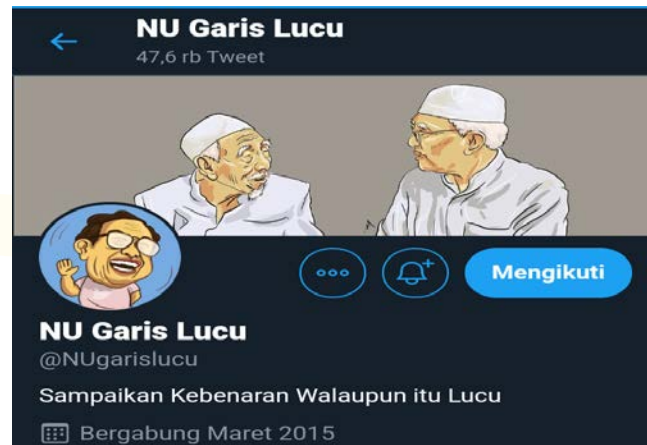 NU Garis Lucu
47,6 rb Tweet
Mengikuti
NU Garis Lucu
@NUgarislucu
Sampaikan Kebenaran Walaupun itu Lucu
Bergabung Maret 2015